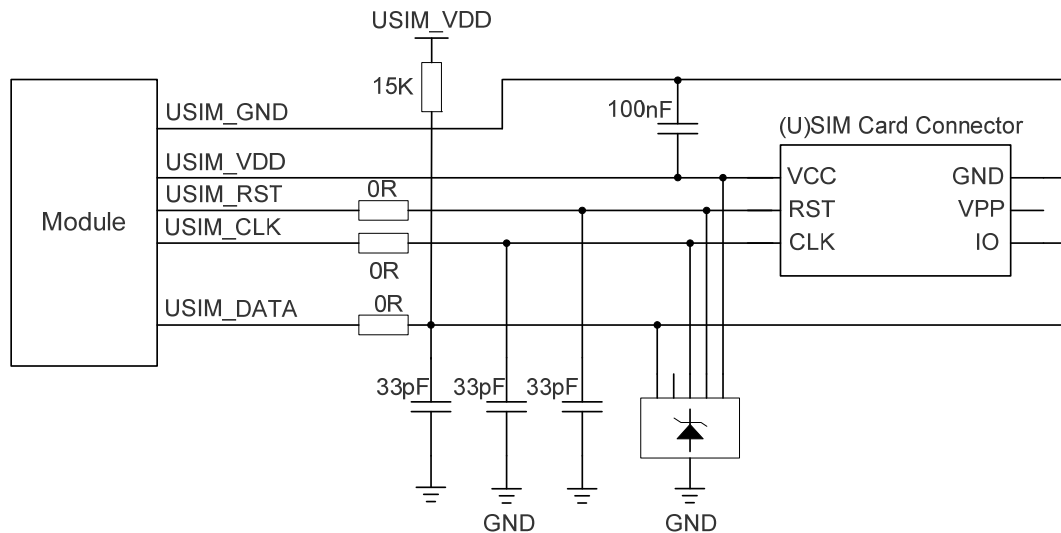 USIM_VDD
15K
USIM_GND
100nF
(U)SIM Card Connector
USIM_VDD
VCC
GND
USIM_RST
0R
RST
VPP
Module
USIM_CLK
CLK
IO
0R
USIM_DATA
0R
33pF
33pF
33pF
GND
GND